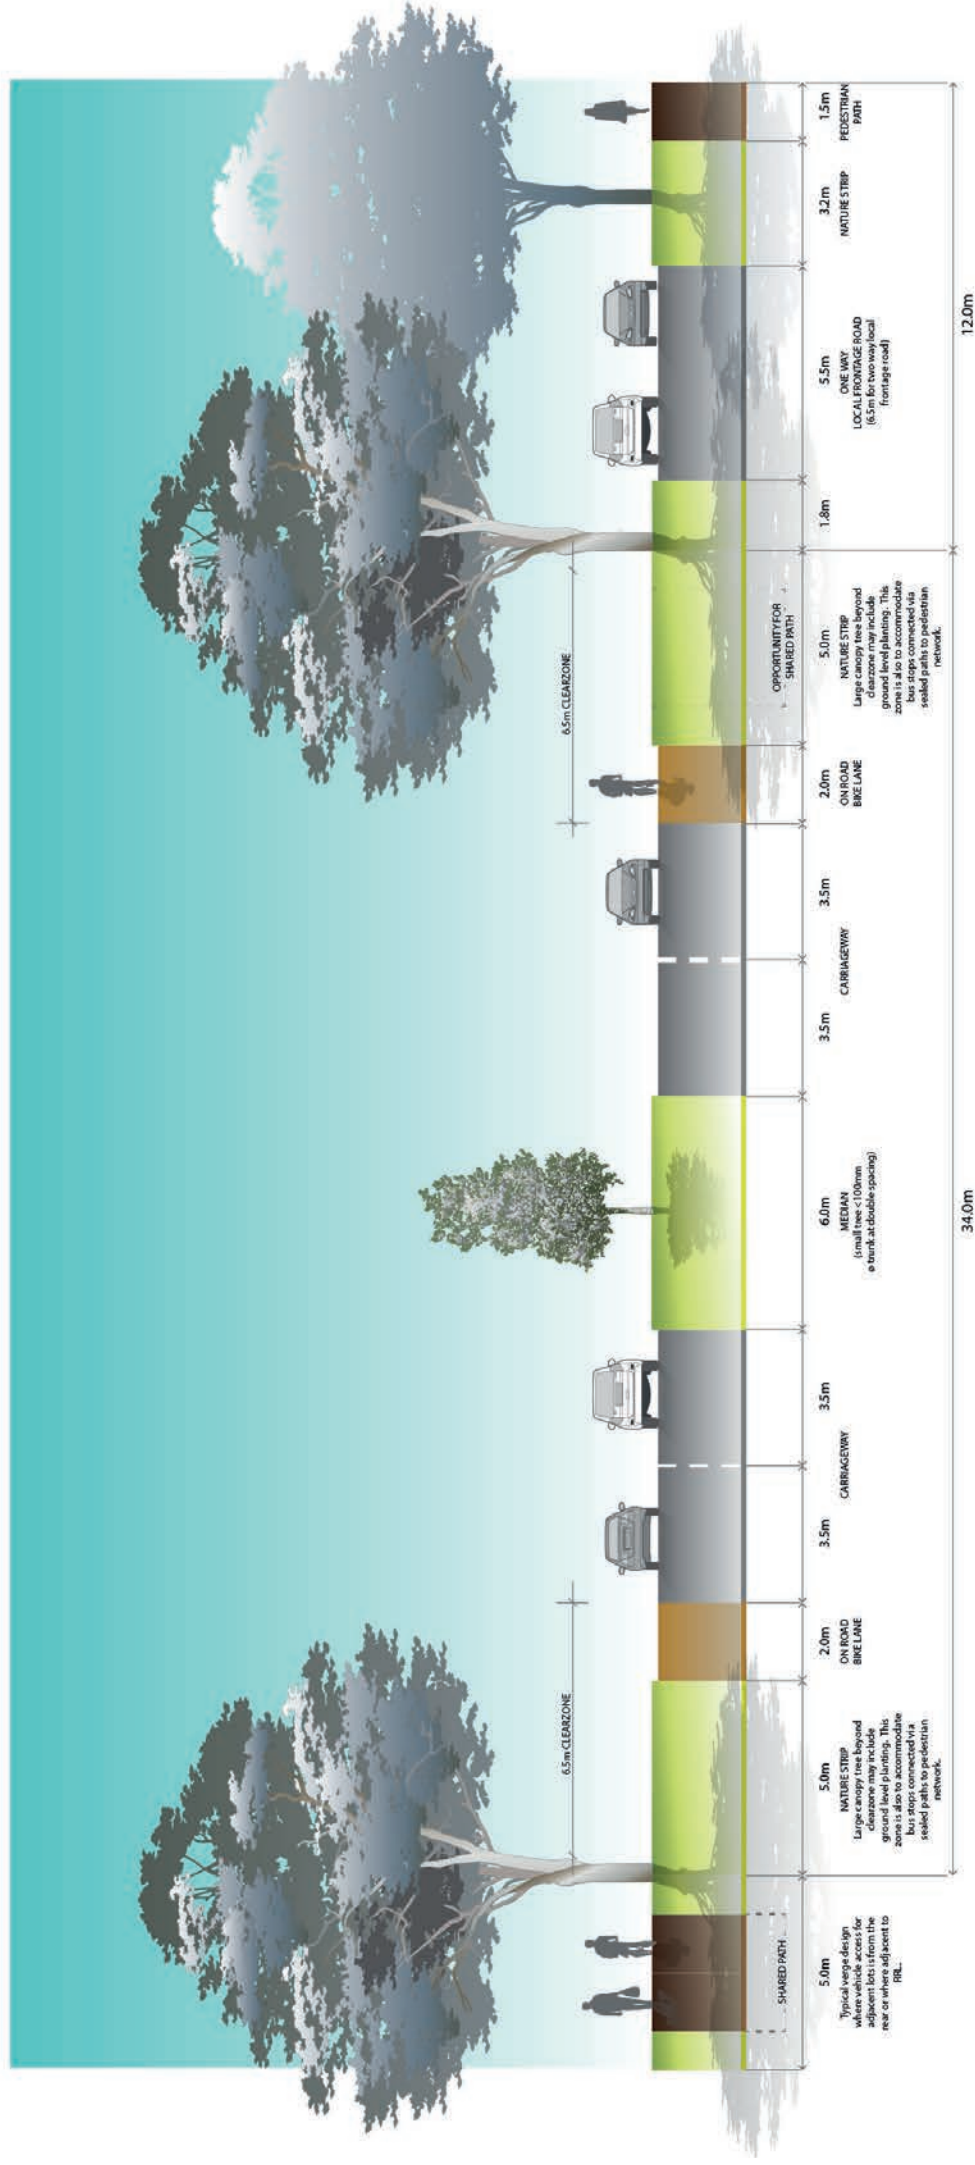 6.5m CLEARZONE
6.5m CLEARZONE
SHARED PATH
OPPORTUNITY FOR
SHARED PATH
5.0m
Typical verge design
where vehicle access for
adjacent lots is from the
rear or where adjacent to
RRL.
5.0m
NATURE STRIP
Large canopy tree beyond
clearzone may include
ground level planting. This
zone is also to accommodate
bus stops connected via
sealed paths to pedestrian
network.
2.0m
ON ROAD
BIKE LANE
3.5m
CARRIAGEWAY
3.5m
6.0m
MEDIAN
(small tree <100mm
ø trunk at double spacing)
3.5m
CARRIAGEWAY
3.5m
2.0m
ON ROAD
BIKE LANE
5.0m
NATURE STRIP
Large canopy tree beyond
clearzone may include
ground level planting. This
zone is also to accommodate
bus stops connected via
sealed paths to pedestrian
network.
1.8m
5.5m
ONE WAY
LOCAL FRONTAGE ROAD
(6.5m for two way local
frontage road)
3.2m
NATURE STRIP
1.5m
PEDESTRIAN
PATH
34.0m
12.0m